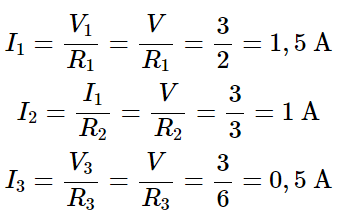 I₁ = V₁/R₁ = V/R₁ = 3/2 = 1,5 A
I₂ = I₁/R₂ = V/R₂ = 3/3 = 1 A
I₃ = V₃/R₃ = V/R₃ = 3/6 = 0,5 A